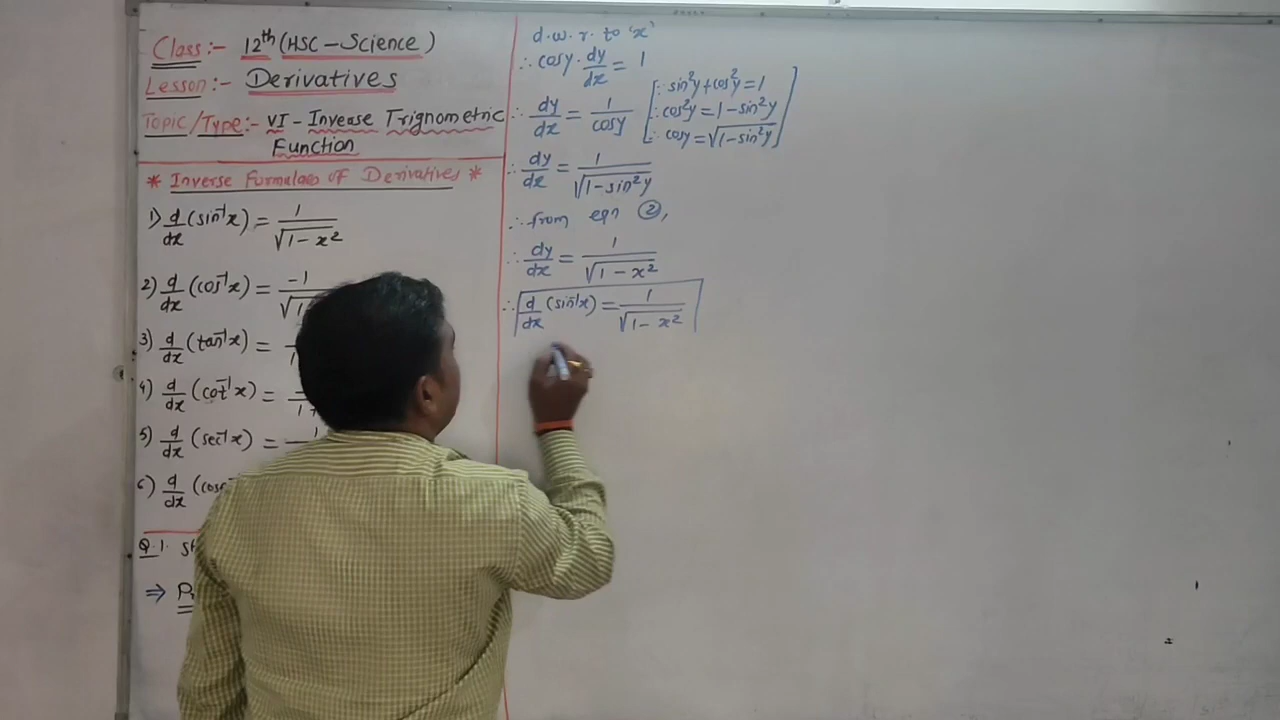 Class :- 12th (HSC - Science)
Lesson :- Derivatives
Topic/Type :- VI - Inverse Trignometric
Function
* Inverse Formulae of Derivatives *
1) d/dx (sin⁻¹x) = 1/√(1-x²)
2) d/dx (cos⁻¹x) = -1/√
3) d/dx (tan⁻¹x) =
4) d/dx (cot⁻¹x) =
5) d/dx (sec⁻¹x) =
6) d/dx
Q.1.
⇒
d.w.r. to 'x'
∴ cosy · dy/dx = 1
∴ dy/dx = 1/cosy
[∵ sin²y + cos²y = 1
∴ cos²y = 1 - sin²y
∴ cosy = √(1-sin²y)]
∴ dy/dx = 1/√(1-sin²y)
∴ from eqn ②,
∴ dy/dx = 1/√(1-x²)
∴ d/dx (sin⁻¹x) = 1/√(1-x²)